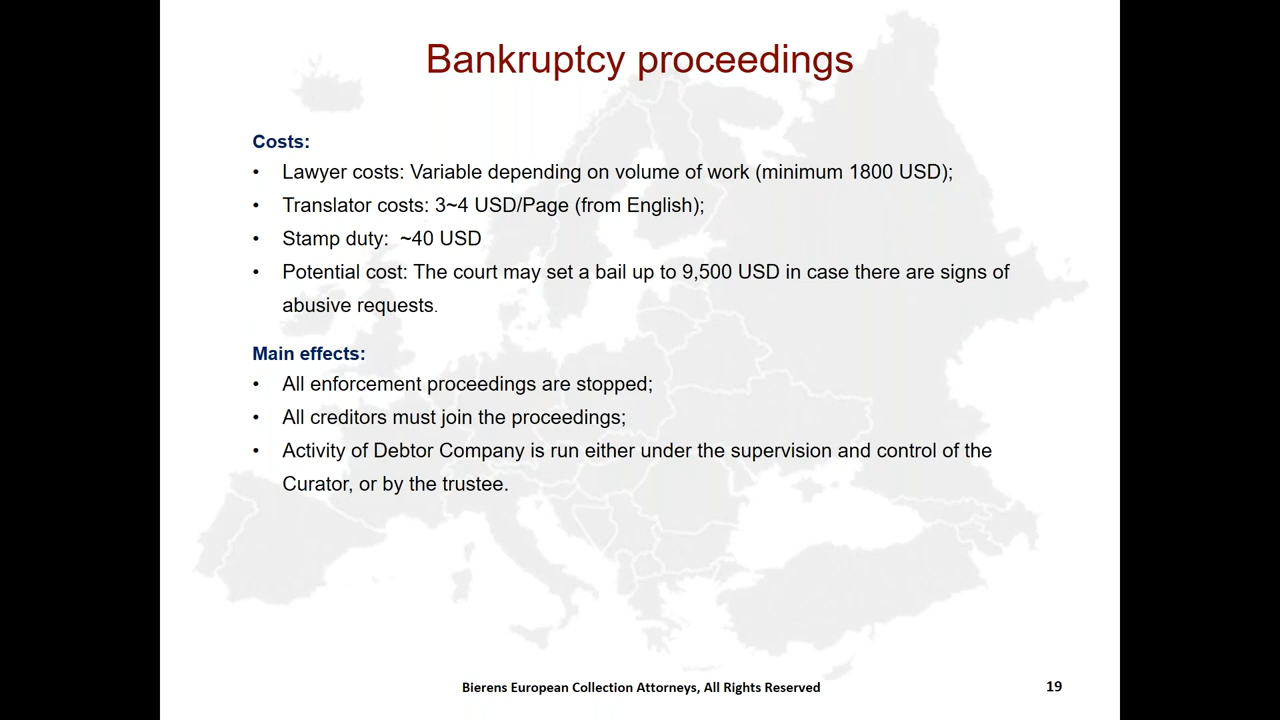 Bankruptcy proceedings
Costs:
• Lawyer costs: Variable depending on volume of work (minimum 1800 USD);
• Translator costs: 3~4 USD/Page (from English);
• Stamp duty: ~40 USD
• Potential cost: The court may set a bail up to 9,500 USD in case there are signs of
abusive requests.
Main effects:
• All enforcement proceedings are stopped;
• All creditors must join the proceedings;
• Activity of Debtor Company is run either under the supervision and control of the
Curator, or by the trustee.
Bierens European Collection Attorneys, All Rights Reserved
19